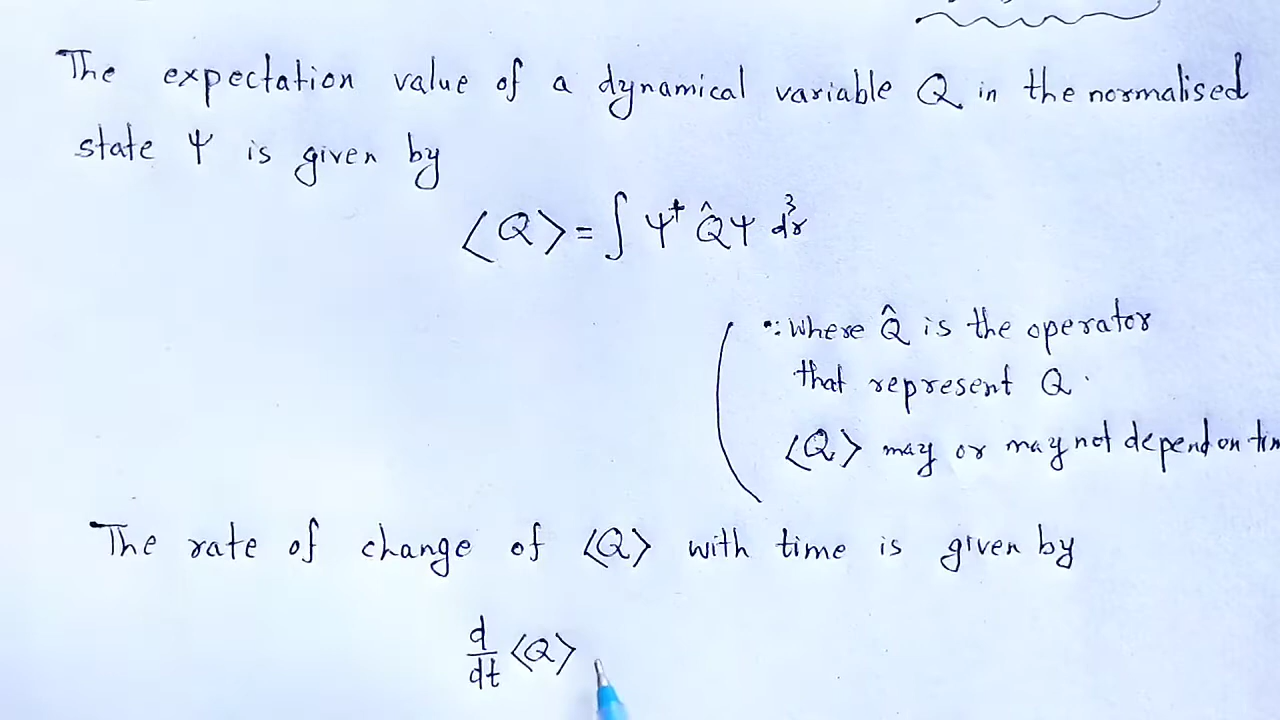 The expectation value of a dynamical variable Q in the normalised
state Ψ is given by
⟨Q⟩ = ∫ Ψ† Q̂ Ψ d³r
∵ where Q̂ is the operator
that represent Q.
⟨Q⟩ may or may not depend on
The rate of change of ⟨Q⟩ with time is given by
d/dt ⟨Q⟩